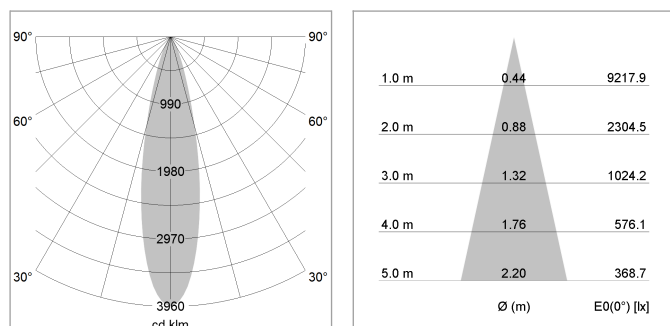 90° 90°
990
60° 60°
1980
2970
30° 30°
3960
cd klm
1.0 m 0.44 9217.9
2.0 m 0.88 2304.5
3.0 m 1.32 1024.2
4.0 m 1.76 576.1
5.0 m 2.20 368.7
Ø (m) E0(0°) [lx]